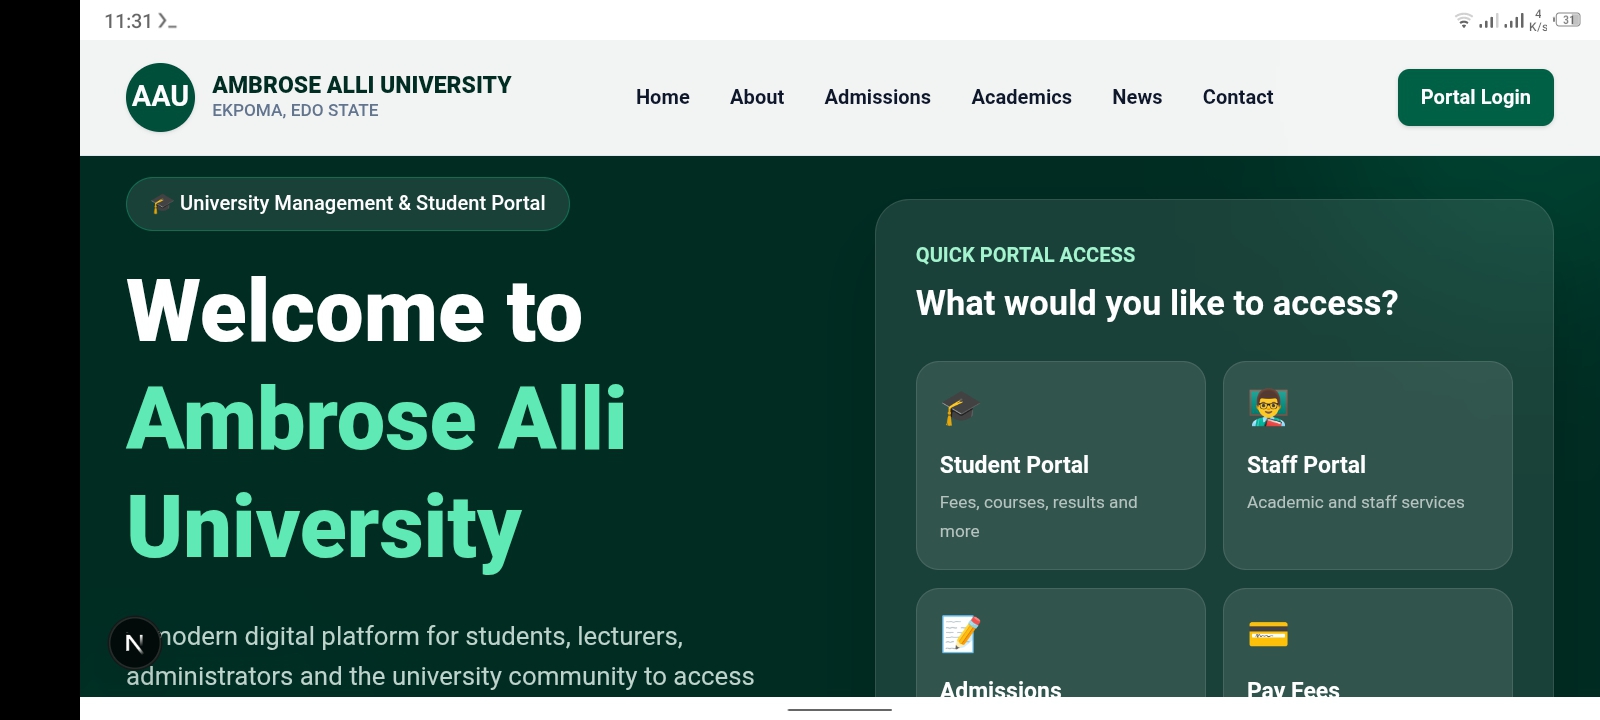 11:31
4
K/s
31
AAU
AMBROSE ALLI UNIVERSITY
EKPOMA, EDO STATE
Home
About
Admissions
Academics
News
Contact
Portal Login
University Management & Student Portal
Welcome to
Ambrose Alli
University
modern digital platform for students, lecturers,
administrators and the university community to access
N
QUICK PORTAL ACCESS
What would you like to access?
Student Portal
Fees, courses, results and
more
Staff Portal
Academic and staff services
Admissions
Pay Fees